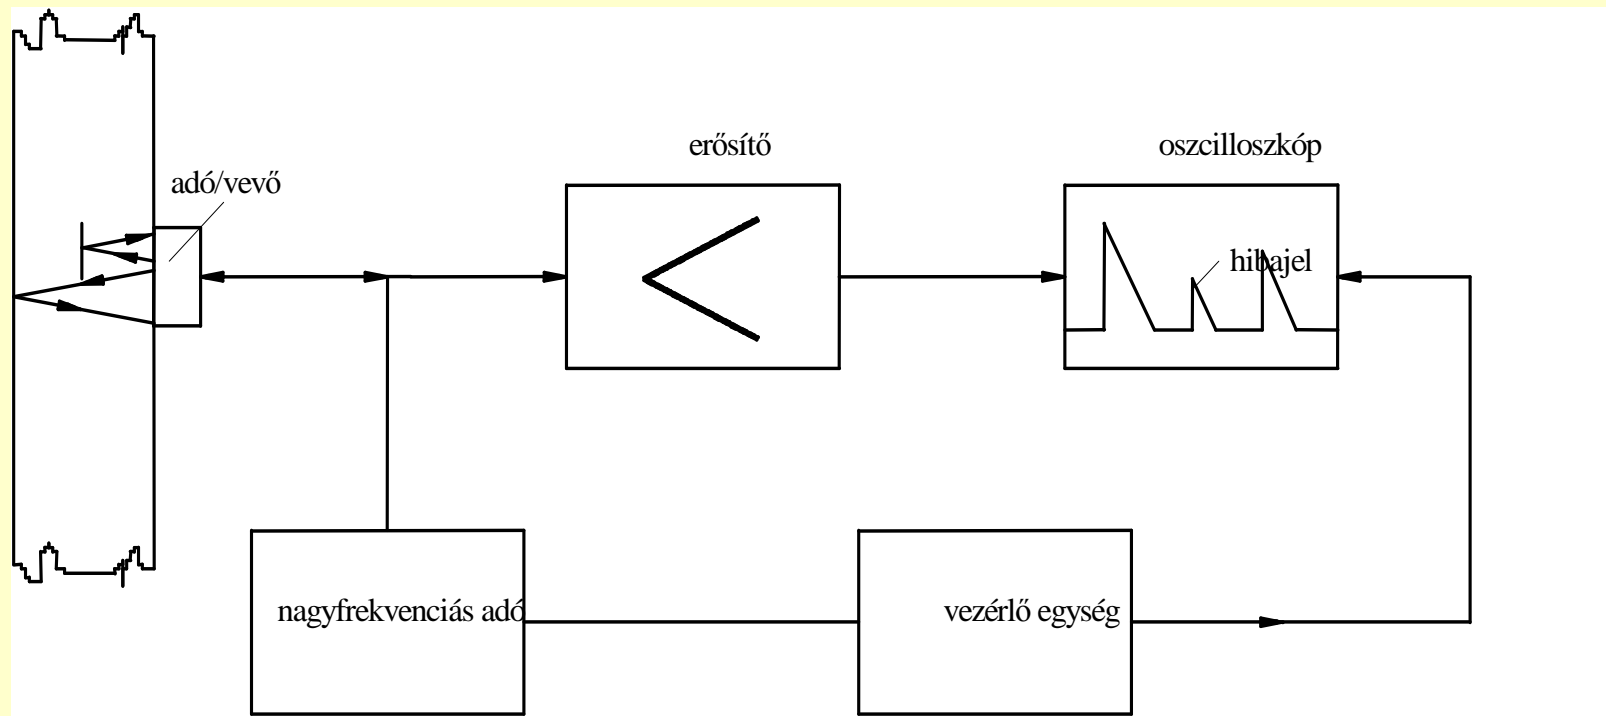 erősítő
oszcilloszkóp
adó/vevő
hibajel
nagyfrekvenciás adó
vezérlő egység